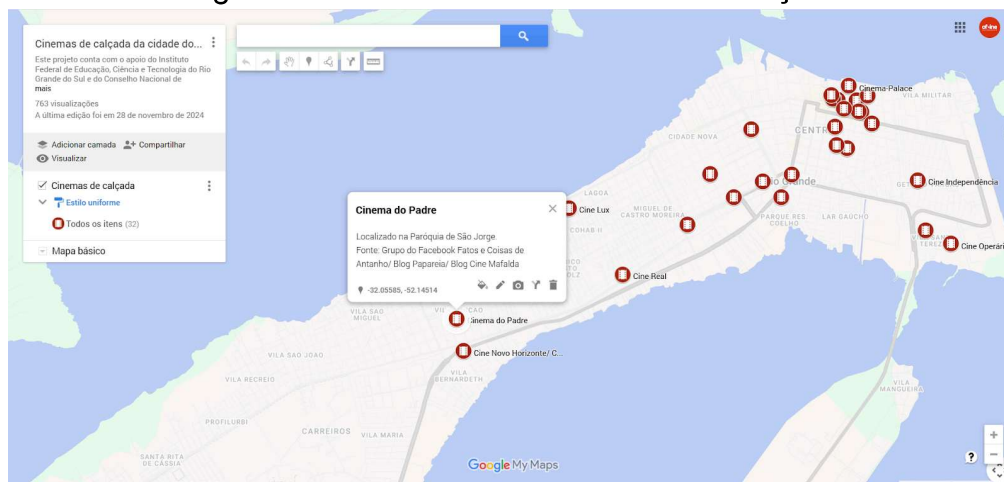 Cinemas de calçada da cidade do...
Este projeto conta com o apoio do Instituto
Federal de Educação, Ciência e Tecnologia do Rio
Grande do Sul e do Conselho Nacional de
mais
763 visualizações
A última edição foi em 28 de novembro de 2024
Adicionar camada
Compartilhar
Visualizar
Cinemas de calçada
Estilo uniforme
Todos os itens (32)
Mapa básico
Cinema do Padre
Localizado na Paróquia de São Jorge
Fonte: Grupo do Facebook Fatos e Coisas de
Antanho/ Blog Papareia/ Blog Cine Mafalda
-32.05585, -52.14514
Cinema Palace
VILA MILITAR
CIDADE NOVA
CENTR
Grande
Cine Independência
LAGOA
Cine Lux
MIGUEL DE
CASTRO MOREIRA
COHAB II
PARQUE RES.
COELHO
LAR GAÚCHO
Cine Operári
Cine Real
VILA SÃO
MIGUEL
Cinema do Padre
Cine Novo Horizonte/ C...
VILA
BERNARDETH
VILA SÃO JOÃO
VILA RECREIO
VILA
MANGUEIRA
PROFILURBI
CARREIROS
VILA MARIA
SANTA RITA
DE CÁSSIA
Google My Maps
?